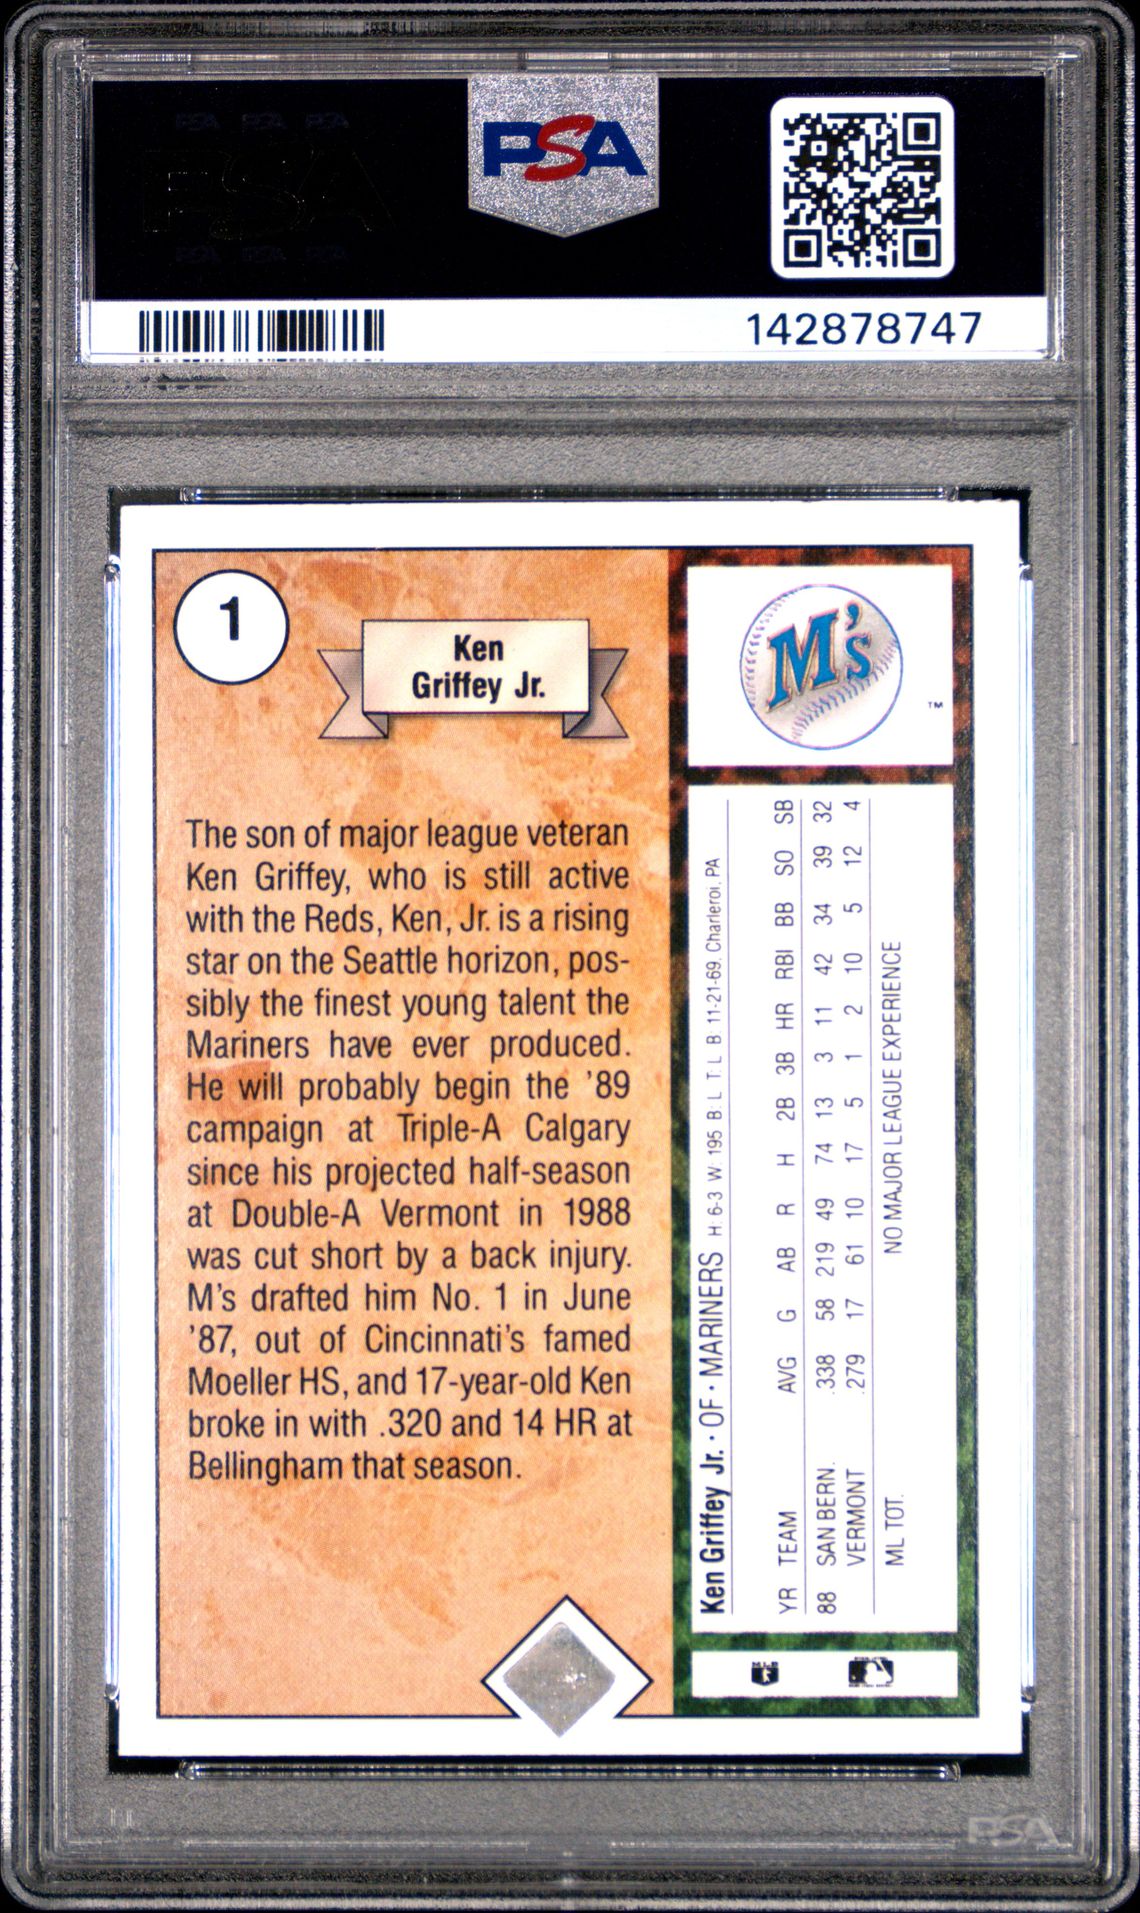 PSA
142878747
1
Ken
Griffey Jr.
The son of major league veteran
Ken Griffey, who is still active
with the Reds, Ken, Jr. is a rising
star on the Seattle horizon, pos-
sibly the finest young talent the
Mariners have ever produced.
He will probably begin the '89
campaign at Triple-A Calgary
since his projected half-season
at Double-A Vermont in 1988
was cut short by a back injury.
M's drafted him No. 1 in June
'87, out of Cincinnati's famed
Moeller HS, and 17-year-old Ken
broke in with .320 and 14 HR at
Bellingham that season.
M's
TM
Ken Griffey Jr. • OF • MARINERS H: 6-3 W: 195 B: L T: L B: 11-21-69, Charleroi, PA
YR TEAM AVG G AB R H 2B 3B HR RBI BB SO SB
88 SAN BERN. .338 58 219 49 74 13 3 11 42 34 39 32
VERMONT .279 17 61 10 17 5 1 2 10 5 12 4
ML TOT. NO MAJOR LEAGUE EXPERIENCE
PSA